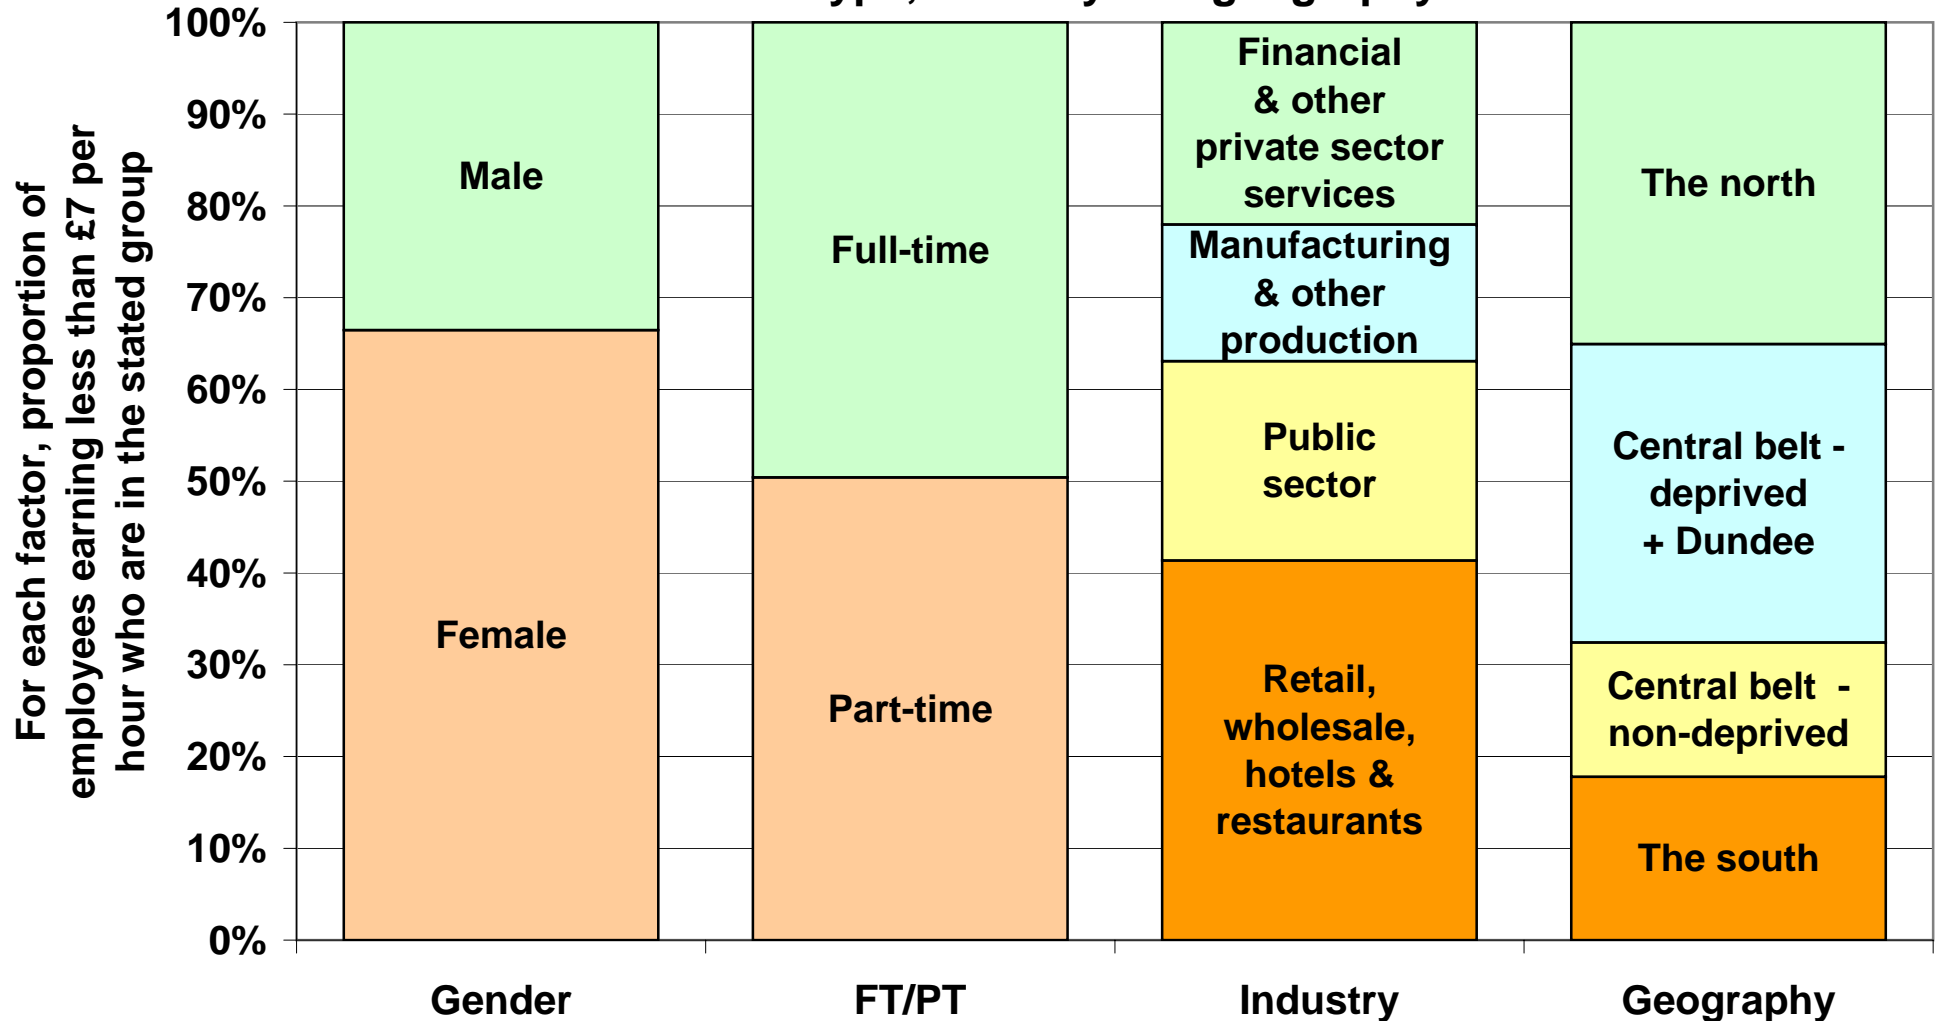 100%
90%
80%
70%
60%
50%
40%
30%
20%
10%
0%
For each factor, proportion of
employees earning less than £7 per
hour who are in the stated group
Male
Female
Full-time
Part-time
Financial
& other
private sector
services
Manufacturing
& other
production
Public
sector
Retail,
wholesale,
hotels &
restaurants
The north
Central belt -
deprived
+ Dundee
Central belt  -
non-deprived
The south
Gender
FT/PT
Industry
Geography